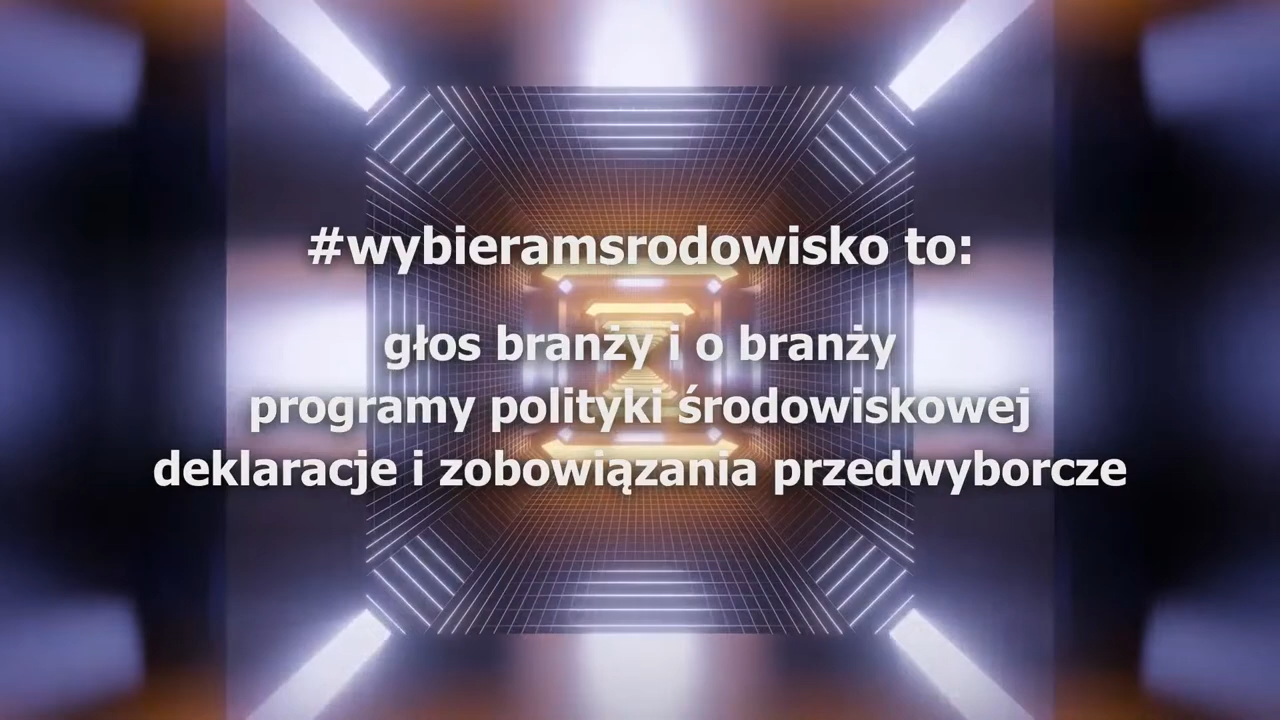 #wybieramsrodowisko to:
głos branży i o branży
programy polityki środowiskowej
deklaracje i zobowiązania przedwyborcze